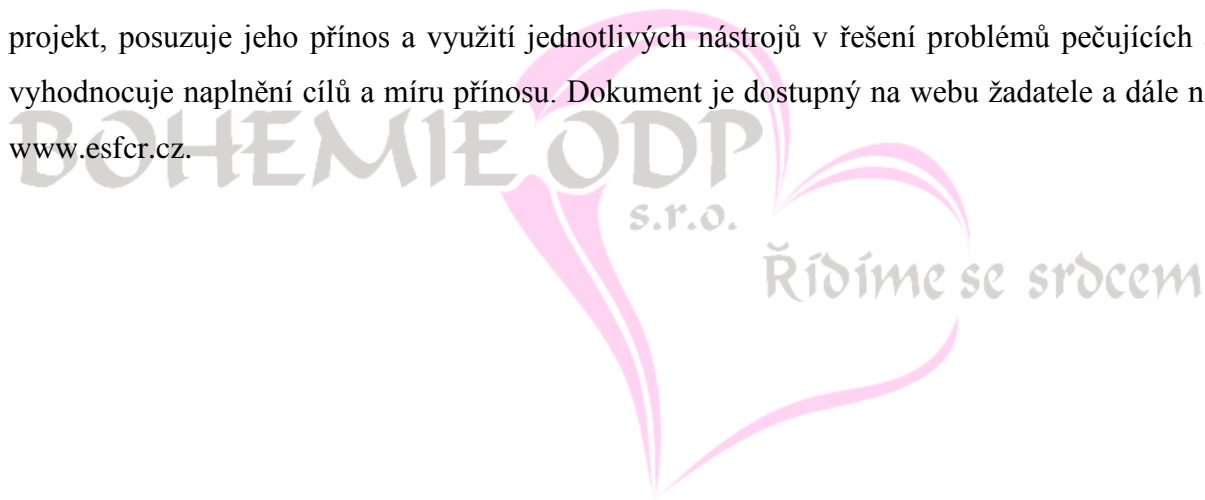 projekt, posuzuje jeho přínos a využití jednotlivých nástrojů v řešení problémů pečujících
vyhodnocuje naplnění cílů a míru přínosu. Dokument je dostupný na webu žadatele a dále n
www.esfcr.cz.
BOHEMIE ODP
s.r.o.
Řídíme se srdcem